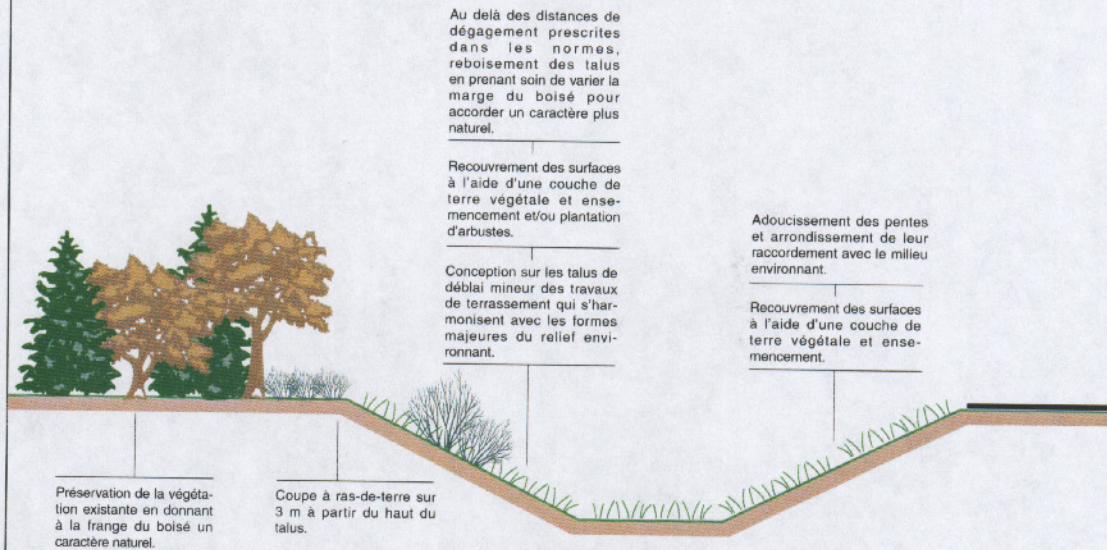 Au delà des distances de
dégagement prescrites
dans les normes,
reboisement des talus
en prenant soin de varier la
marge du boisé pour
accorder un caractère plus
naturel.
Recouvrement des surfaces
à l'aide d'une couche de
terre végétale et ense-
mencement et/ou plantation
d'arbustes.
Conception sur les talus de
déblai mineur des travaux
de terrassement qui s'har-
monisent avec les formes
majeures du relief envi-
ronnant.
Adoucissement des pentes
et arrondissement de leur
raccordement avec le milieu
environnant.
Recouvrement des surfaces
à l'aide d'une couche de
terre végétale et ense-
mencement.
Préservation de la végéta-
tion existante en donnant
à la frange du boisé un
caractère naturel.
Coupe à ras-de-terre sur
3 m à partir du haut du
talus.